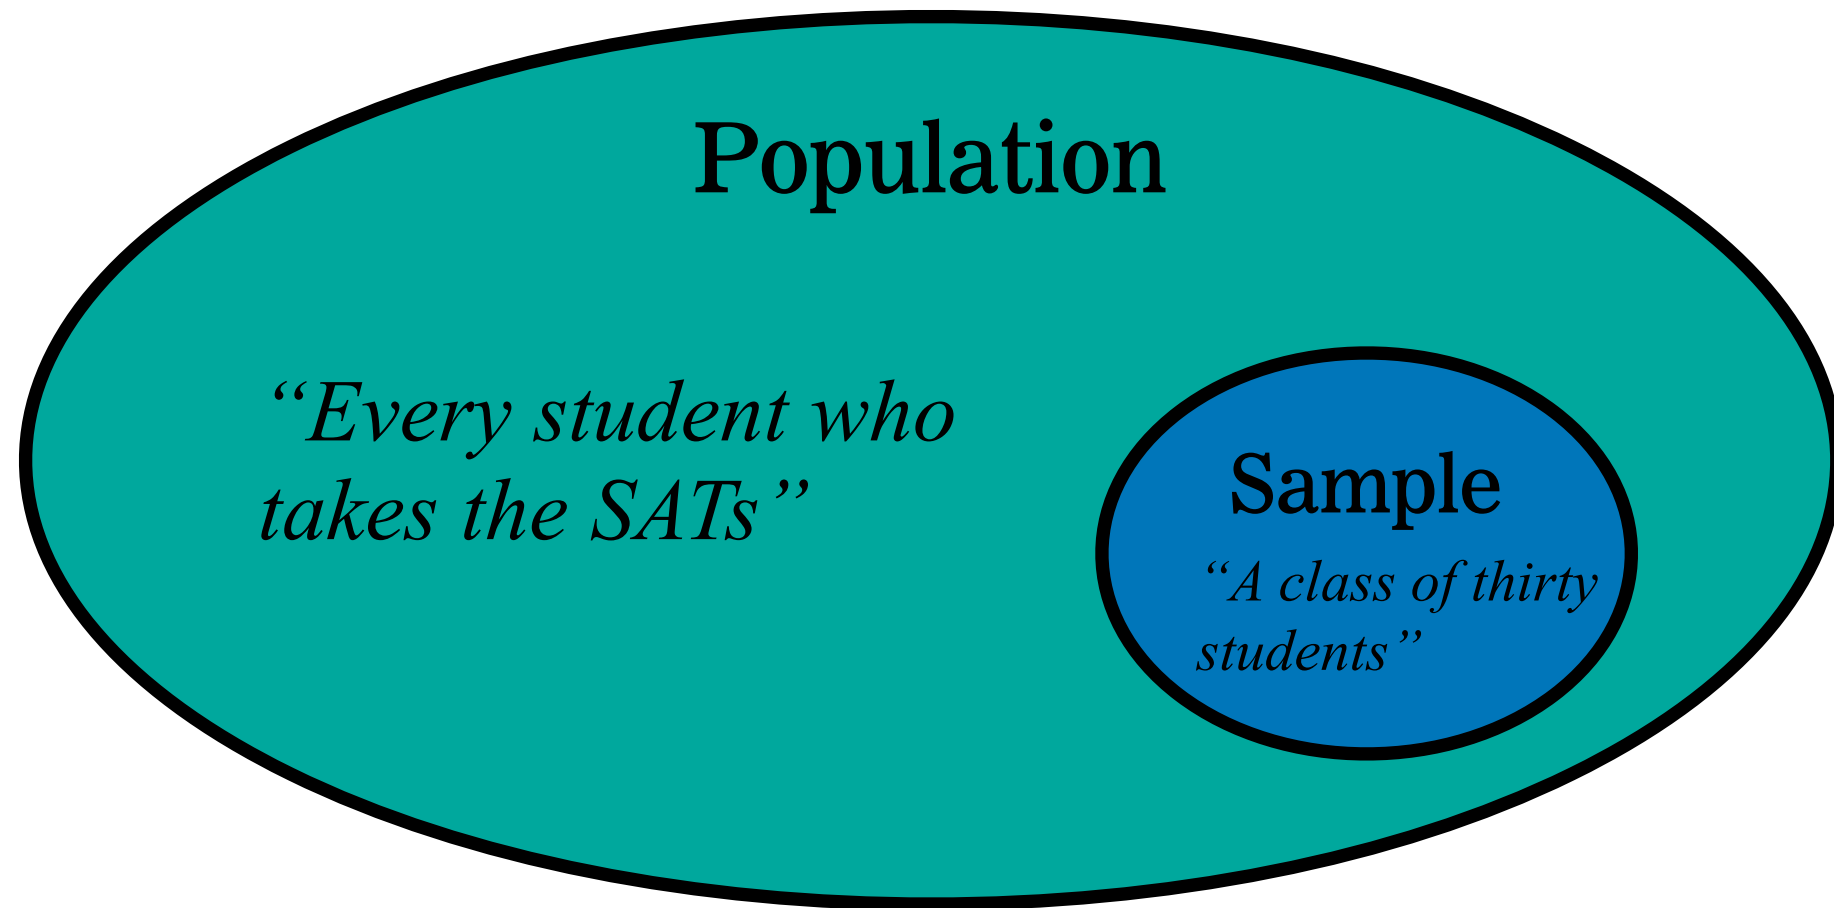 Population
“Every student who
takes the SATs”
Sample
“A class of thirty
students”